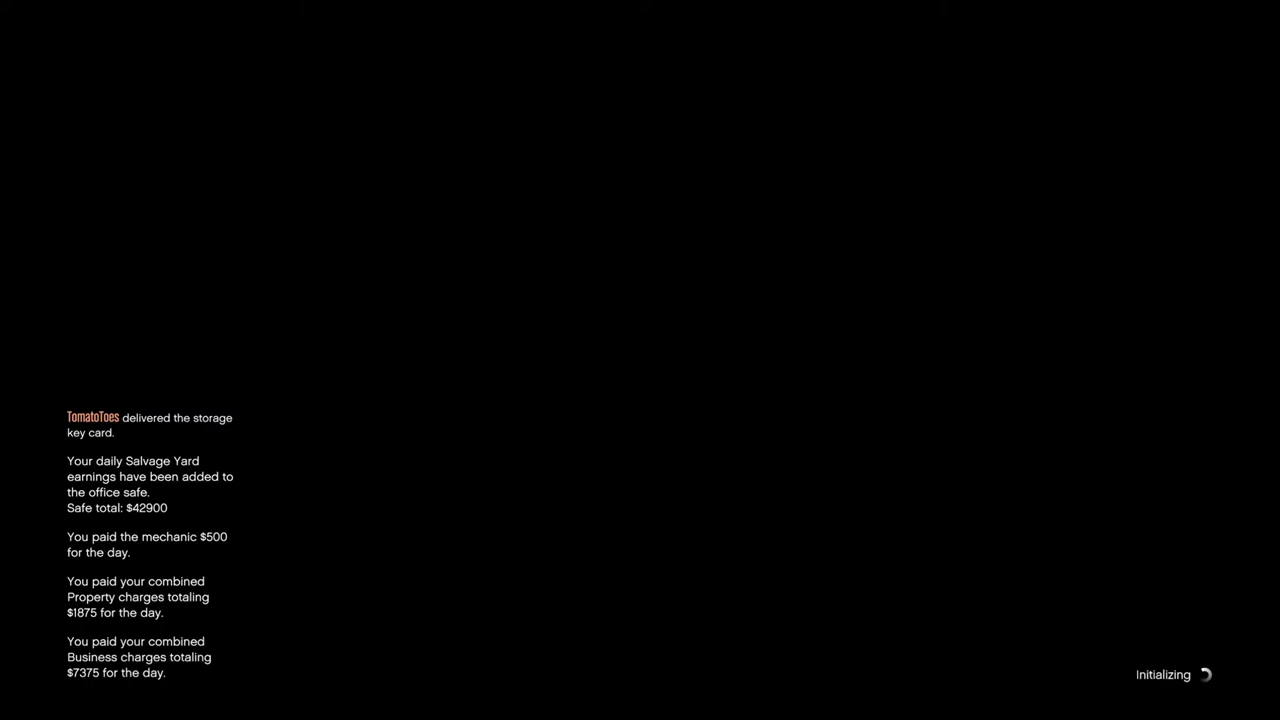 TomatoToes delivered the storage
key card.
Your daily Salvage Yard
earnings have been added to
the office safe.
Safe total: $42900
You paid the mechanic $500
for the day.
You paid your combined
Property charges totaling
$1875 for the day.
You paid your combined
Business charges totaling
$7375 for the day.
Initializing